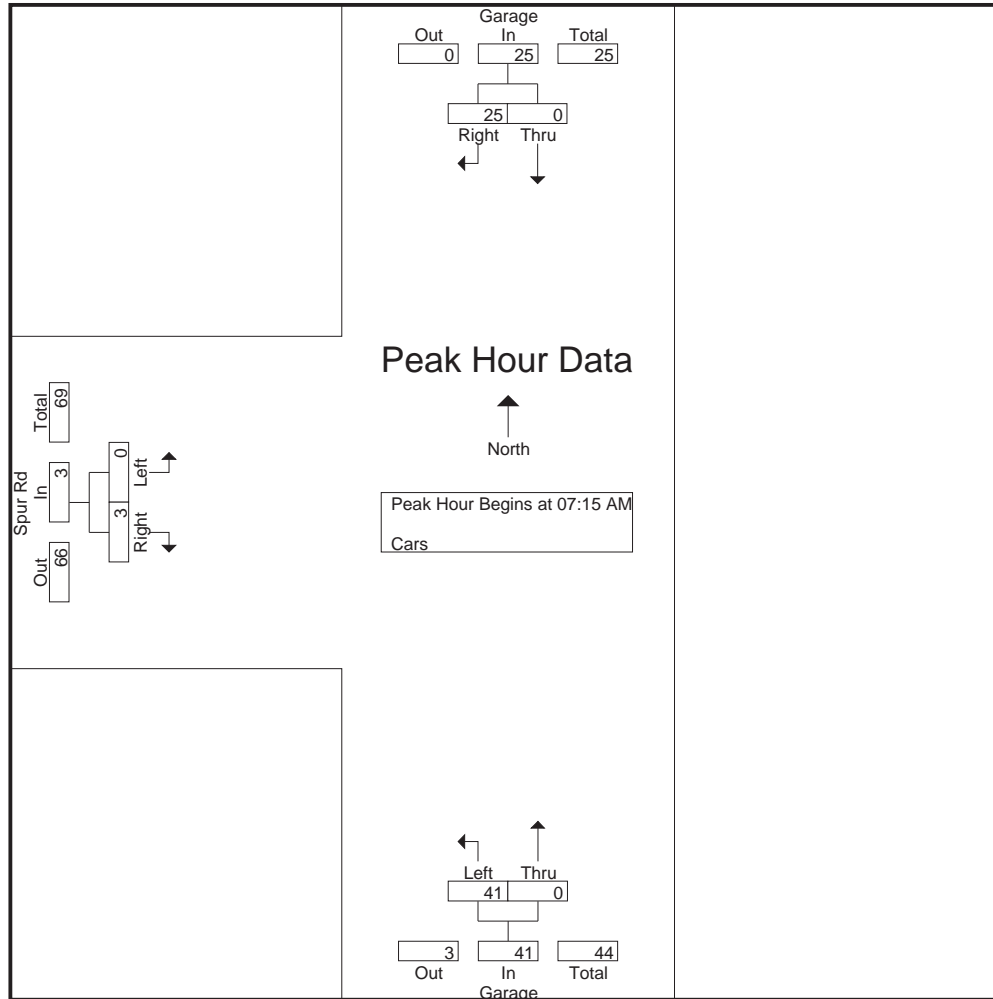 Garage
Out In Total
0 25 25
25 0
Right Thru
Peak Hour Data
North
Peak Hour Begins at 07:15 AM
Cars
Spur Rd
Out In Total
66 3 69
3 0
Right Left
Left Thru
41 0
3 41 44
Out In Total
Garage